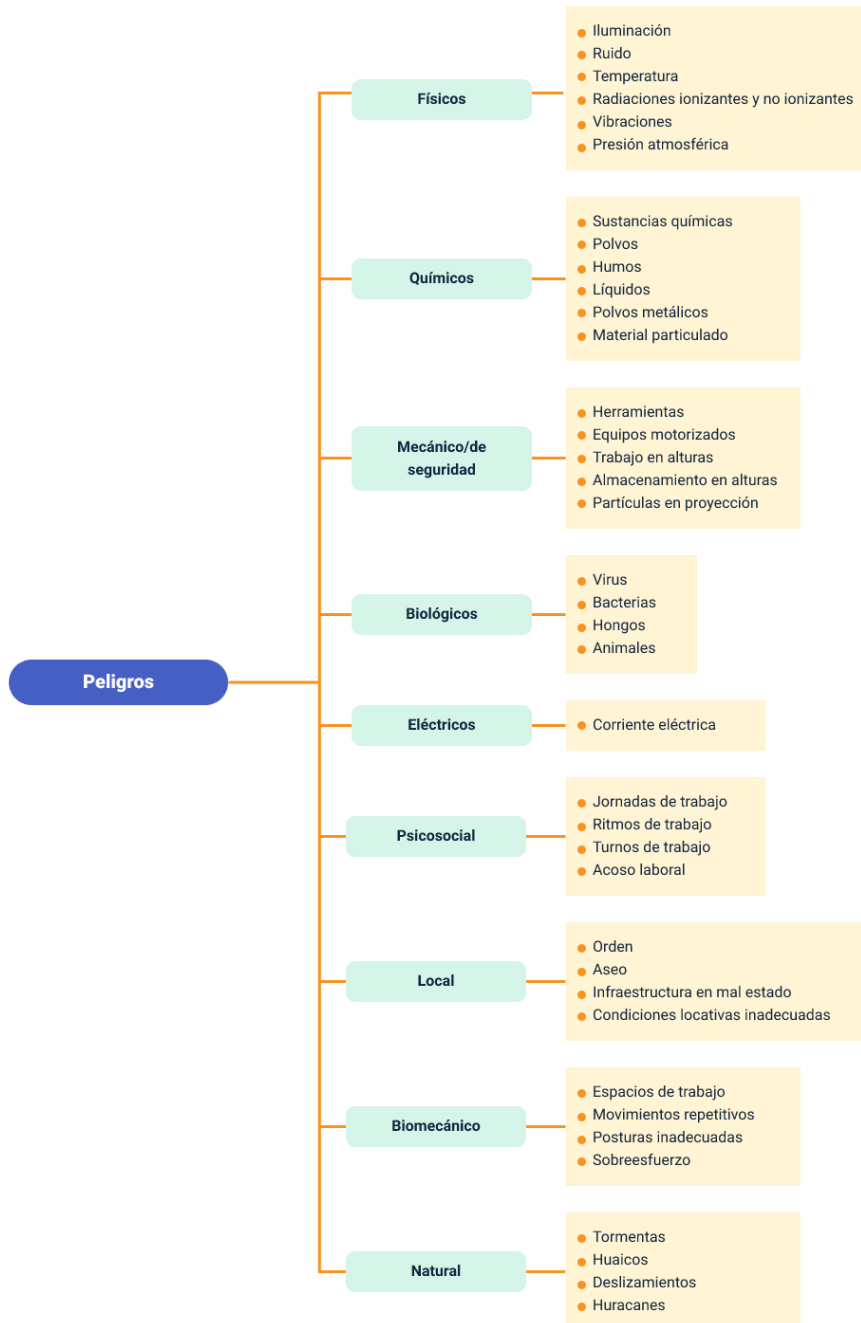 Peligros
Físicos
Iluminación
Ruido
Temperatura
Radiaciones ionizantes y no ionizantes
Vibraciones
Presión atmosférica
Químicos
Sustancias químicas
Polvos
Humos
Líquidos
Polvos metálicos
Material particulado
Mecánico/de
seguridad
Herramientas
Equipos motorizados
Trabajo en alturas
Almacenamiento en alturas
Partículas en proyección
Biológicos
Virus
Bacterias
Hongos
Animales
Eléctricos
Corriente eléctrica
Psicosocial
Jornadas de trabajo
Ritmos de trabajo
Turnos de trabajo
Acoso laboral
Local
Orden
Aseo
Infraestructura en mal estado
Condiciones locativas inadecuadas
Biomecánico
Espacios de trabajo
Movimientos repetitivos
Posturas inadecuadas
Sobreesfuerzo
Natural
Tormentas
Huaicos
Deslizamientos
Huracanes